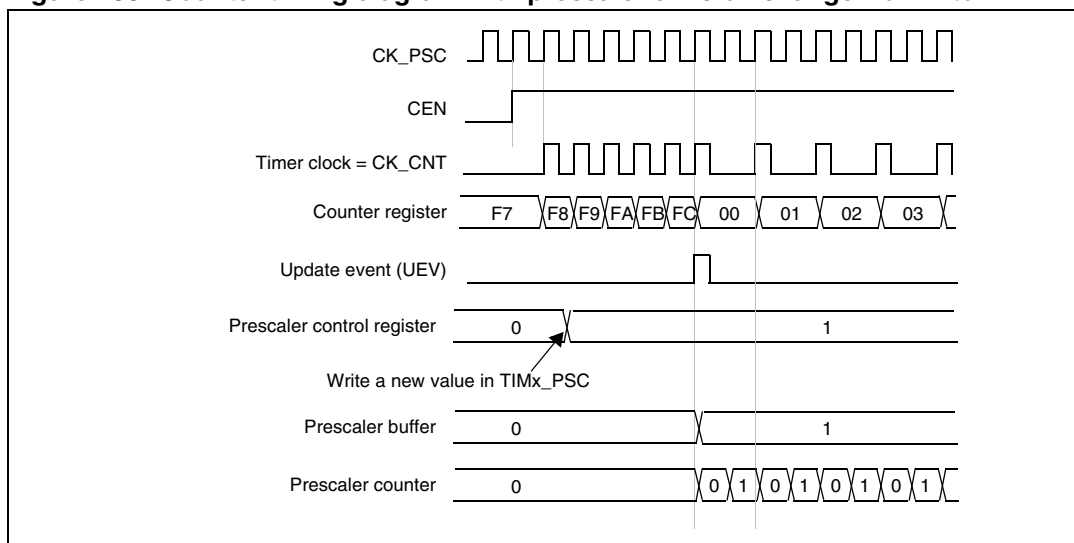 CK_PSC
CEN
Timer clock = CK_CNT
Counter register F7 F8 F9 FA FB FC 00 01 02 03
Update event (UEV)
Prescaler control register 0 1
Write a new value in TIMx_PSC
Prescaler buffer 0 1
Prescaler counter 0 0 1 0 1 0 1 0 1